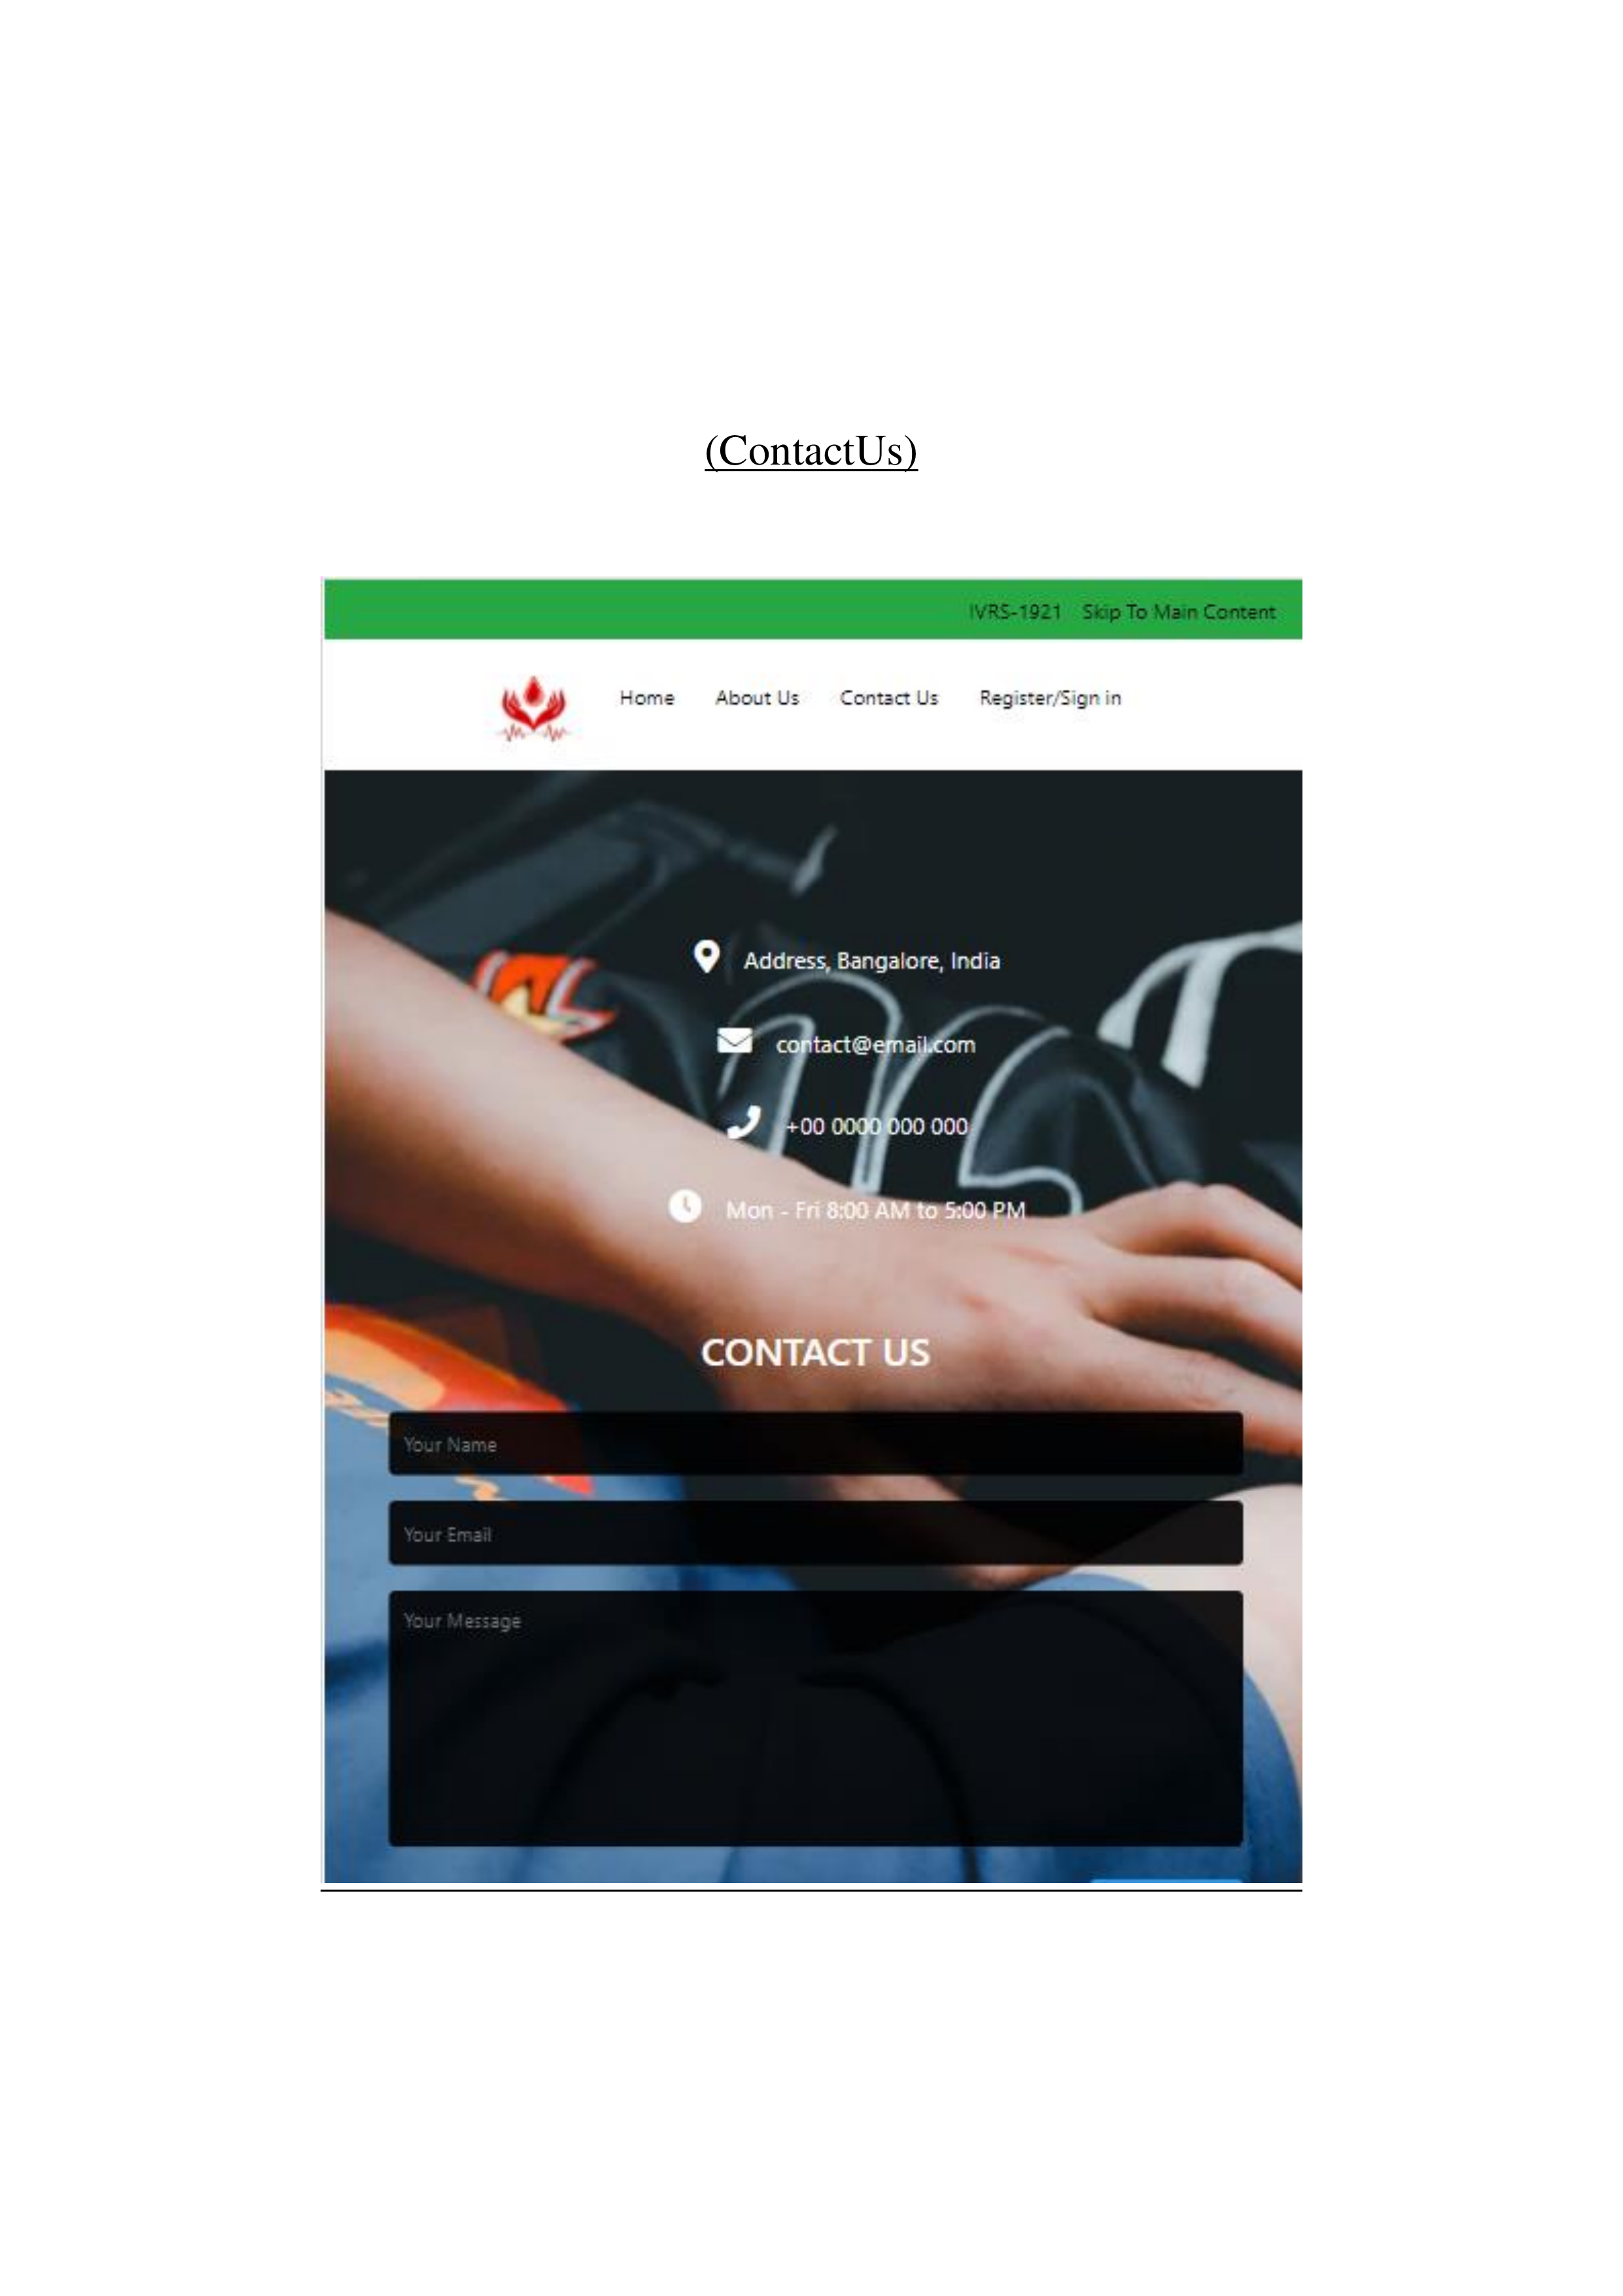 (ContactUs)
IVRS-1921 Skip To Main Content
Home About Us Contact Us Register/Sign in
Address, Bangalore, India
contact@email.com
+00 0000 000 000
Mon - Fri 8:00 AM to 5:00 PM
CONTACT US
Your Name
Your Email
Your Message